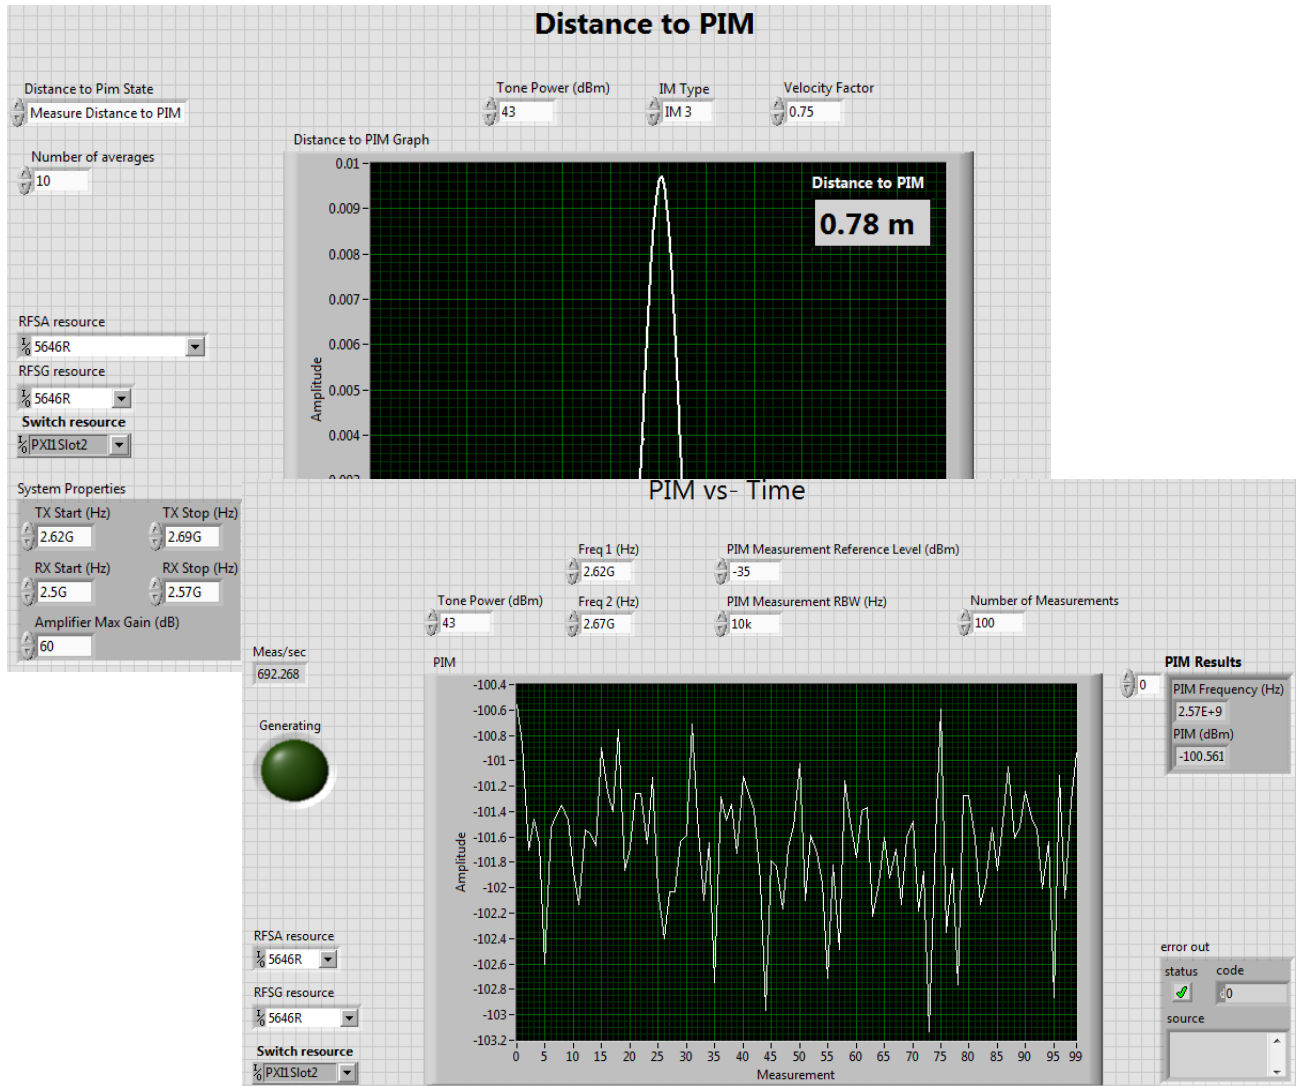 Distance to PIM
Distance to Pim State
Measure Distance to PIM
Tone Power (dBm)
43
IM Type
IM 3
Velocity Factor
0.75
Number of averages
10
Distance to PIM Graph
0.01
0.009
0.008
0.007
0.006
0.005
0.004
Amplitude
Distance to PIM
0.78 m
RFSA resource
5646R
RFSG resource
5646R
Switch resource
PXI1Slot2
System Properties
TX Start (Hz)
2.62G
TX Stop (Hz)
2.69G
RX Start (Hz)
2.5G
RX Stop (Hz)
2.57G
Amplifier Max Gain (dB)
60
PIM vs- Time
Freq 1 (Hz)
2.62G
PIM Measurement Reference Level (dBm)
-35
Tone Power (dBm)
43
Freq 2 (Hz)
2.67G
PIM Measurement RBW (Hz)
10k
Number of Measurements
100
Meas/sec
692.268
Generating
PIM
-100.4
-100.6
-100.8
-101
-101.2
-101.4
-101.6
-101.8
-102
-102.2
-102.4
-102.6
-102.8
-103
-103.2
Amplitude
0 5 10 15 20 25 30 35 40 45 50 55 60 65 70 75 80 85 90 95 99
Measurement
PIM Results
0
PIM Frequency (Hz)
2.57E+9
PIM (dBm)
-100.561
RFSA resource
5646R
RFSG resource
5646R
Switch resource
PXI1Slot2
error out
status code
0
source